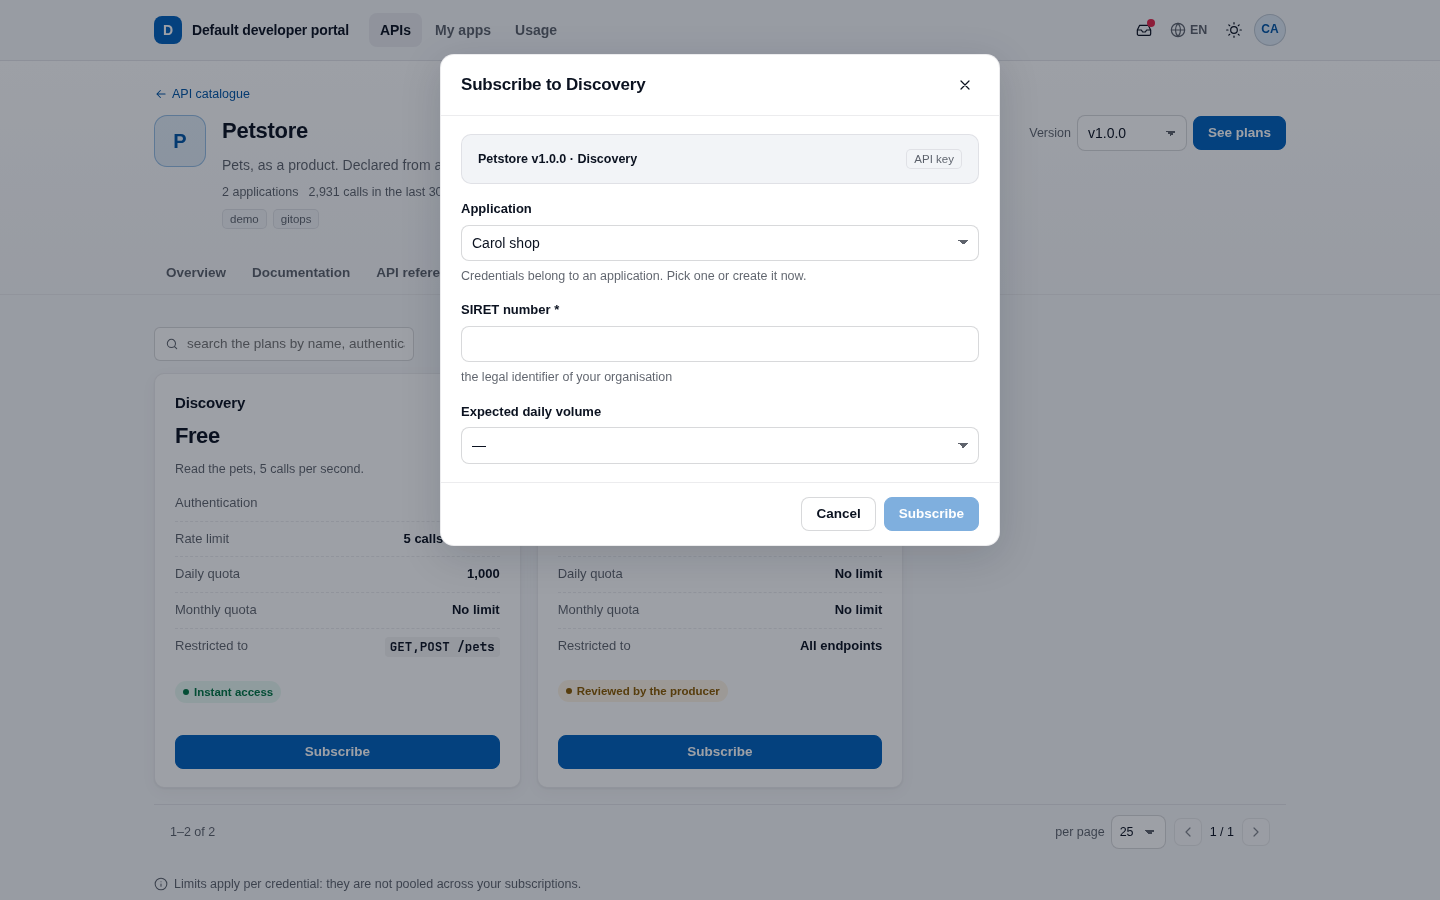 D Default developer portal APIs My apps Usage EN CA
API catalogue
P Petstore
Pets, as a product. Declared from a
2 applications 2,931 calls in the last 30
demo gitops
Version v1.0.0 See plans
Overview Documentation API refere
search the plans by name, authentic
Discovery
Free
Read the pets, 5 calls per second.
Authentication
Rate limit 5 calls
Daily quota 1,000
Monthly quota No limit
Restricted to GET,POST /pets
Instant access
Subscribe
Daily quota No limit
Monthly quota No limit
Restricted to All endpoints
Reviewed by the producer
Subscribe
1–2 of 2
per page 25 1 / 1
Limits apply per credential: they are not pooled across your subscriptions.
Subscribe to Discovery
Petstore v1.0.0 · Discovery API key
Application
Carol shop
Credentials belong to an application. Pick one or create it now.
SIRET number *
the legal identifier of your organisation
Expected daily volume
—
Cancel Subscribe